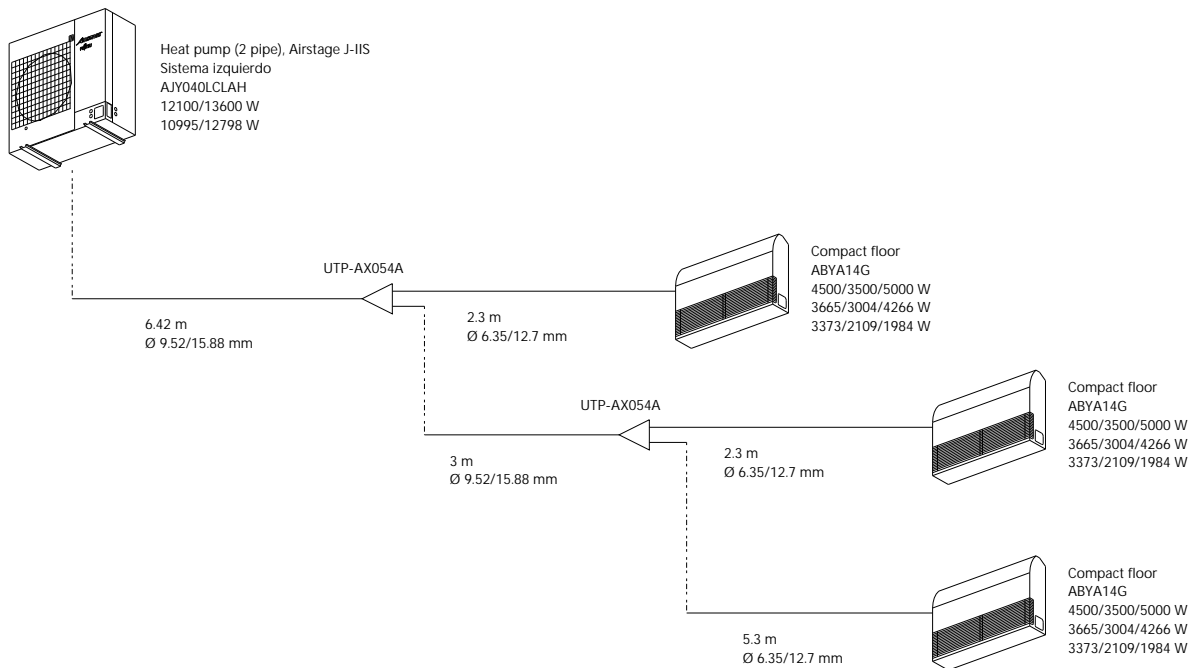 Heat pump (2 pipe), Airstage J-IIS
Sistema izquierdo
AJY040LCLAH
12100/13600 W
10995/12798 W
UTP-AX054A
6.42 m
Ø 9.52/15.88 mm
2.3 m
Ø 6.35/12.7 mm
Compact floor
ABYA14G
4500/3500/5000 W
3665/3004/4266 W
3373/2109/1984 W
UTP-AX054A
3 m
Ø 9.52/15.88 mm
2.3 m
Ø 6.35/12.7 mm
Compact floor
ABYA14G
4500/3500/5000 W
3665/3004/4266 W
3373/2109/1984 W
5.3 m
Ø 6.35/12.7 mm
Compact floor
ABYA14G
4500/3500/5000 W
3665/3004/4266 W
3373/2109/1984 W